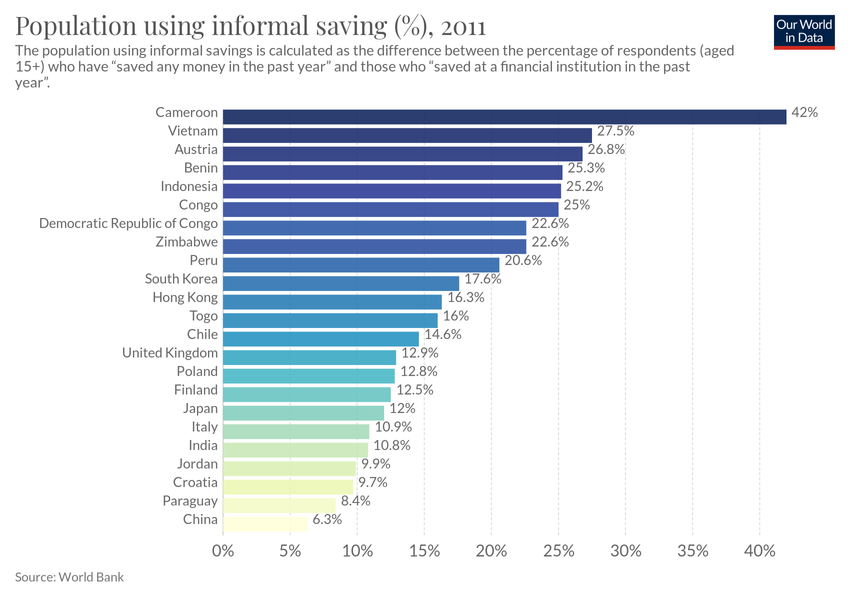 Population using informal saving (%), 2011
Our World
in Data
The population using informal savings is calculated as the difference between the percentage of respondents (aged
15+) who have “saved any money in the past year” and those who “saved at a financial institution in the past
year”.
Cameroon 42%
Vietnam 27.5%
Austria 26.8%
Benin 25.3%
Indonesia 25.2%
Congo 25%
Democratic Republic of Congo 22.6%
Zimbabwe 22.6%
Peru 20.6%
South Korea 17.6%
Hong Kong 16.3%
Togo 16%
Chile 14.6%
United Kingdom 12.9%
Poland 12.8%
Finland 12.5%
Japan 12%
Italy 10.9%
India 10.8%
Jordan 9.9%
Croatia 9.7%
Paraguay 8.4%
China 6.3%
0% 5% 10% 15% 20% 25% 30% 35% 40%
Source: World Bank